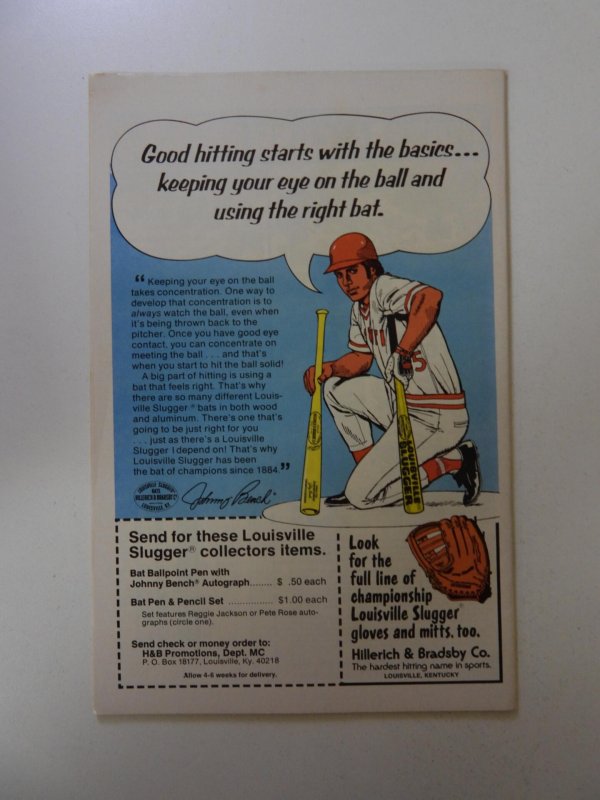 Good hitting starts with the basics...
keeping your eye on the ball and
using the right bat.
“ Keeping your eye on the ball
takes concentration. One way to
develop that concentration is to
always watch the ball, even when
it's being thrown back to the
pitcher. Once you have good eye
contact, you can concentrate on
meeting the ball . . . and that's
when you start to hit the ball solid!
A big part of hitting is using a
bat that feels right. That's why
there are so many different Louis-
ville Slugger® bats in both wood
and aluminum. There's one that's
going to be just right for you
. . . just as there's a Louisville
Slugger I depend on! That's why
Louisville Slugger has been
the bat of champions since 1884.”
Johnny Bench
5
LOUISVILLE
SLUGGER
Send for these Louisville
Slugger® collectors items.
Bat Ballpoint Pen with
Johnny Bench® Autograph....... $ .50 each
Bat Pen & Pencil Set ................ $1.00 each
Set features Reggie Jackson or Pete Rose auto-
graphs (circle one).
Send check or money order to:
H&B Promotions, Dept. MC
P. O. Box 18177, Louisville, Ky. 40218
Allow 4-6 weeks for delivery.
Look
for the
full line of
championship
Louisville Slugger
gloves and mitts, too.
Hillerich & Bradsby Co.
The hardest hitting name in sports.
LOUISVILLE, KENTUCKY